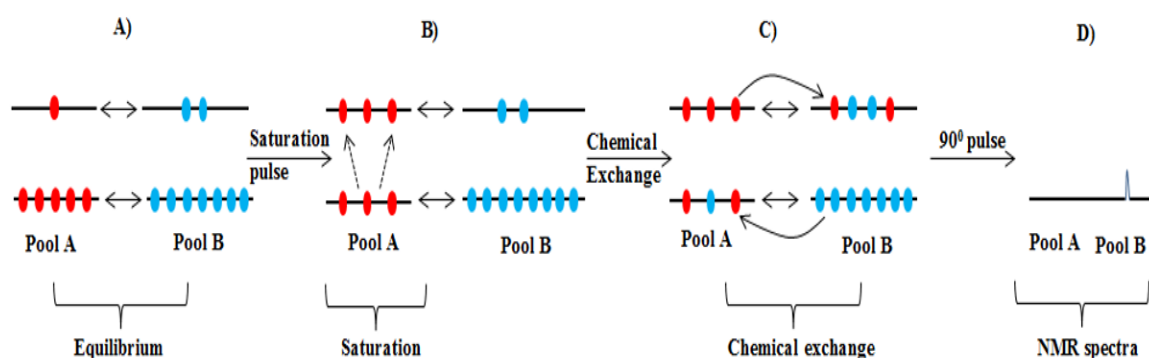 A)
B)
C)
D)
Saturation
pulse
Chemical
Exchange
90⁰ pulse
Pool A
Pool B
Pool A
Pool B
Pool A
Pool B
Pool A
Pool B
Equilibrium
Saturation
Chemical exchange
NMR spectra